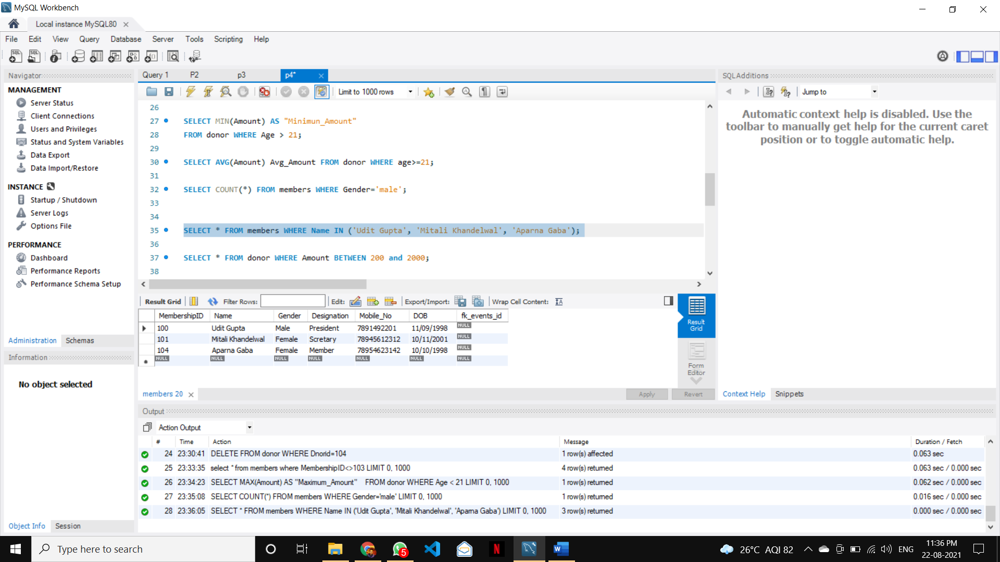 MySQL Workbench
Local instance MySQL80
File Edit View Query Database Server Tools Scripting Help
Navigator
MANAGEMENT
Server Status
Client Connections
Users and Privileges
Status and System Variables
Data Export
Data Import/Restore
INSTANCE
Startup / Shutdown
Server Logs
Options File
PERFORMANCE
Dashboard
Performance Reports
Performance Schema Setup
Administration Schemas
Information
No object selected
Object Info Session
Query 1 P2 p3 p4*
Limit to 1000 rows
26
27 SELECT MIN(Amount) AS "Minimun_Amount"
28 FROM donor WHERE Age > 21;
29
30 SELECT AVG(Amount) Avg_Amount FROM donor WHERE age>=21;
31
32 SELECT COUNT(*) FROM members WHERE Gender='male';
33
34
35 SELECT * FROM members WHERE Name IN ('Udit Gupta', 'Mitali Khandelwal', 'Aparna Gaba');
36
37 SELECT * FROM donor WHERE Amount BETWEEN 200 and 2000;
38
Result Grid Filter Rows: Edit: Export/Import: Wrap Cell Content:
MembershipID Name Gender Designation Mobile_No DOB fk_events_id
100 Udit Gupta Male President 7891492201 11/09/1998 NULL
101 Mitali Khandelwal Female Scretary 78945612312 10/11/2001 NULL
104 Aparna Gaba Female Member 78954623142 10/10/1998 NULL
NULL NULL NULL NULL NULL NULL NULL
Result
Grid
Form
Editor
members 20 Apply Revert
SQLAdditions
Jump to
Automatic context help is disabled. Use the
toolbar to manually get help for the current caret
position or to toggle automatic help.
Context Help Snippets
Output
Action Output
# Time Action Message Duration / Fetch
24 23:30:41 DELETE FROM donor WHERE Dnorid=104 1 row(s) affected 0.063 sec
25 23:33:35 select * from members where MembershipID<>103 LIMIT 0, 1000 4 row(s) returned 0.063 sec / 0.000 sec
26 23:34:23 SELECT MAX(Amount) AS "Maximum_Amount" FROM donor WHERE Age < 21 LIMIT 0, 1000 1 row(s) returned 0.062 sec / 0.000 sec
27 23:35:08 SELECT COUNT(*) FROM members WHERE Gender='male' LIMIT 0, 1000 1 row(s) returned 0.016 sec / 0.000 sec
28 23:36:05 SELECT * FROM members WHERE Name IN ('Udit Gupta', 'Mitali Khandelwal', 'Aparna Gaba') LIMIT 0, 1000 3 row(s) returned 0.000 sec / 0.000 sec
Type here to search
5
26°C AQI 82
ENG
11:36 PM
22-08-2021